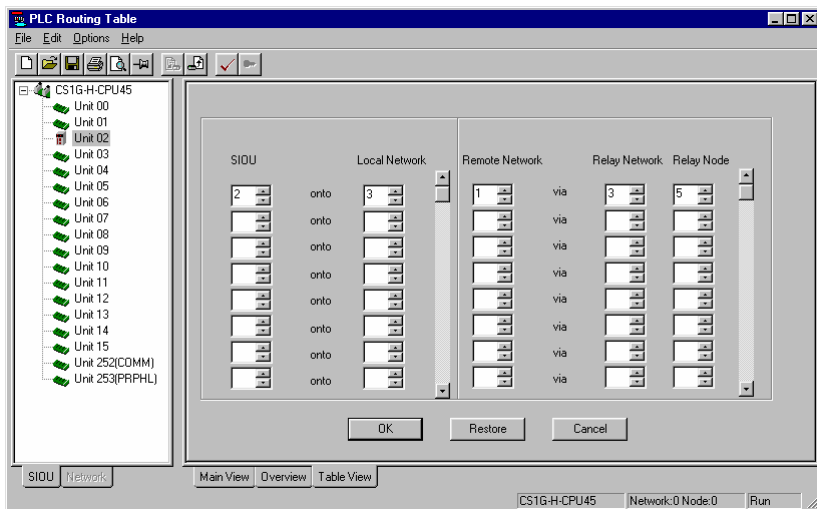 PLC Routing Table
File Edit Options Help
CS1G-H-CPU45
Unit 00
Unit 01
Unit 02
Unit 03
Unit 04
Unit 05
Unit 06
Unit 07
Unit 08
Unit 09
Unit 10
Unit 11
Unit 12
Unit 13
Unit 14
Unit 15
Unit 252(COMM)
Unit 253(PRPHL)
SIOU Network
SIOU Local Network Remote Network Relay Network Relay Node
2 onto 3 1 via 3 5
onto via
onto via
onto via
onto via
onto via
onto via
onto via
OK Restore Cancel
Main View Overview Table View
CS1G-H-CPU45 Network:0 Node:0 Run